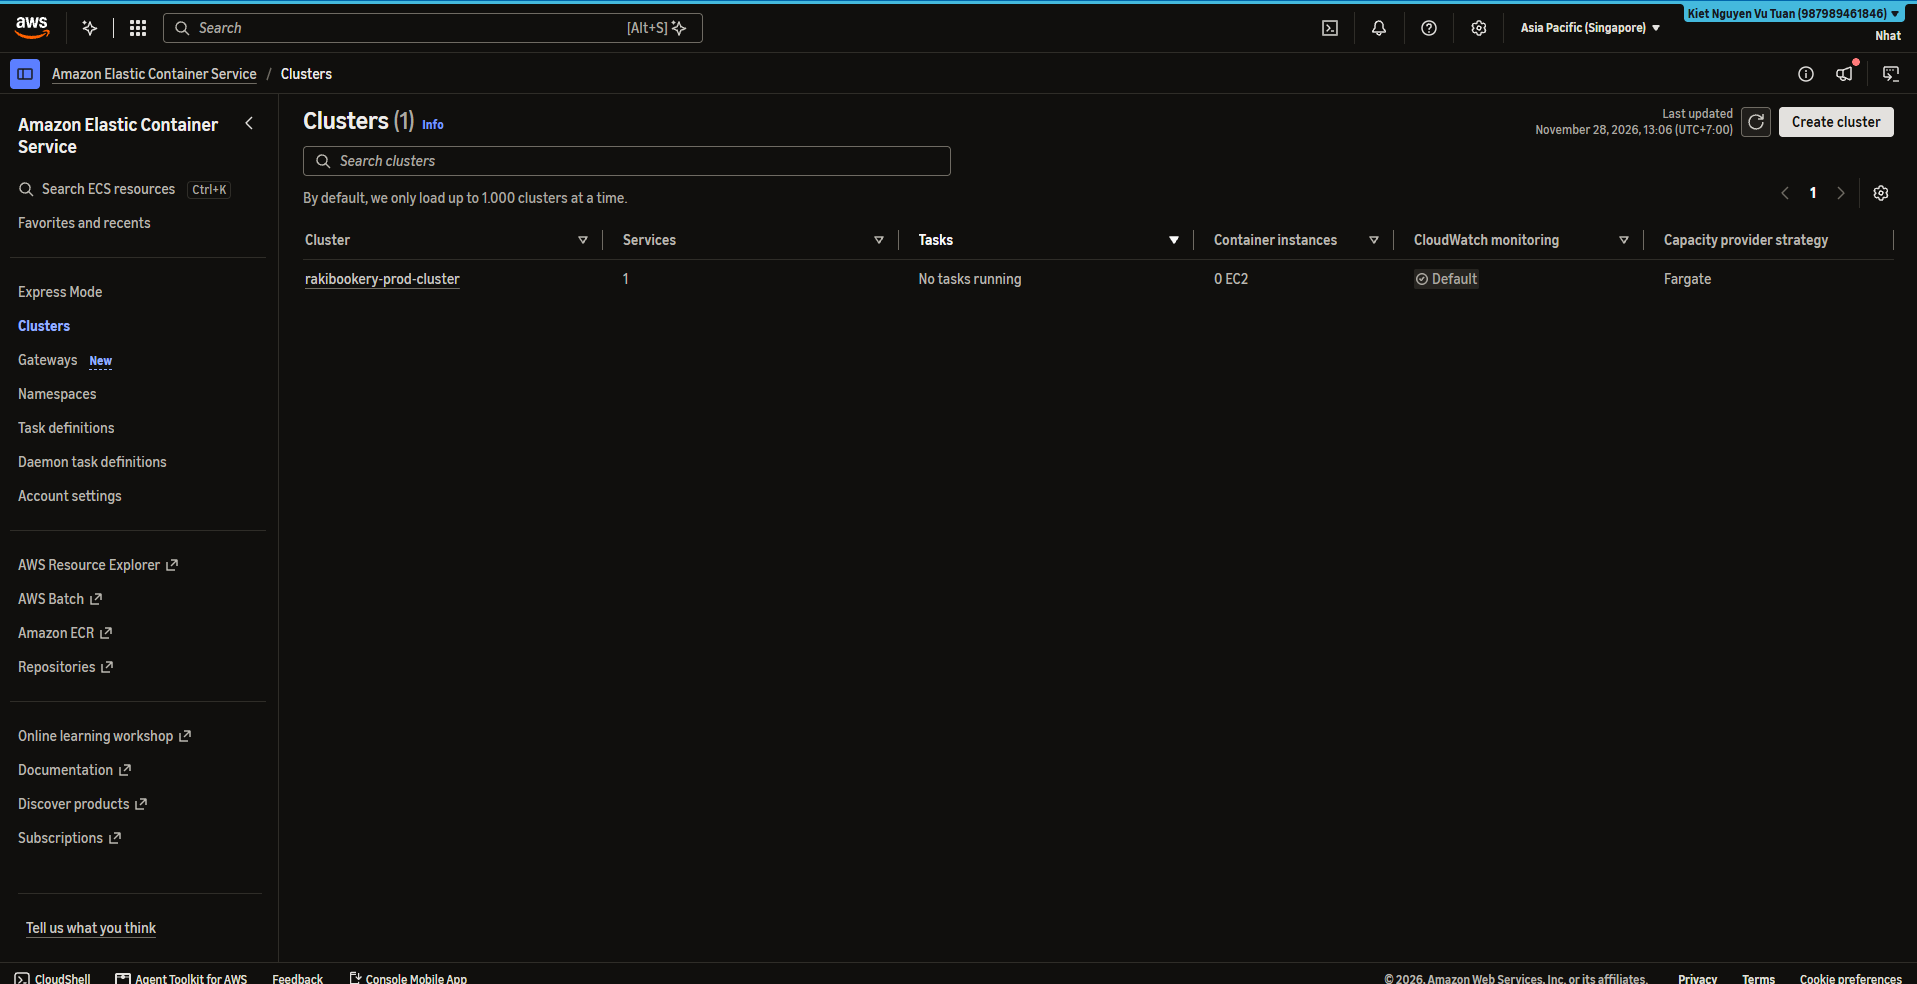 aws
Search [Alt+S]
Asia Pacific (Singapore)
Kiet Nguyen Vu Tuan (987989461846)
Nhat
Amazon Elastic Container Service / Clusters
Amazon Elastic Container Service
Search ECS resources Ctrl+K
Favorites and recents
Express Mode
Clusters
Gateways New
Namespaces
Task definitions
Daemon task definitions
Account settings
AWS Resource Explorer
AWS Batch
Amazon ECR
Repositories
Online learning workshop
Documentation
Discover products
Subscriptions
Tell us what you think
Clusters (1) Info
Last updated
November 28, 2026, 13:06 (UTC+7:00)
Create cluster
Search clusters
By default, we only load up to 1.000 clusters at a time.
1
Cluster Services Tasks Container instances CloudWatch monitoring Capacity provider strategy
rakibookery-prod-cluster 1 No tasks running 0 EC2 Default Fargate
CloudShell Agent Toolkit for AWS Feedback Console Mobile App
© 2026, Amazon Web Services, Inc. or its affiliates. Privacy Terms Cookie preferences